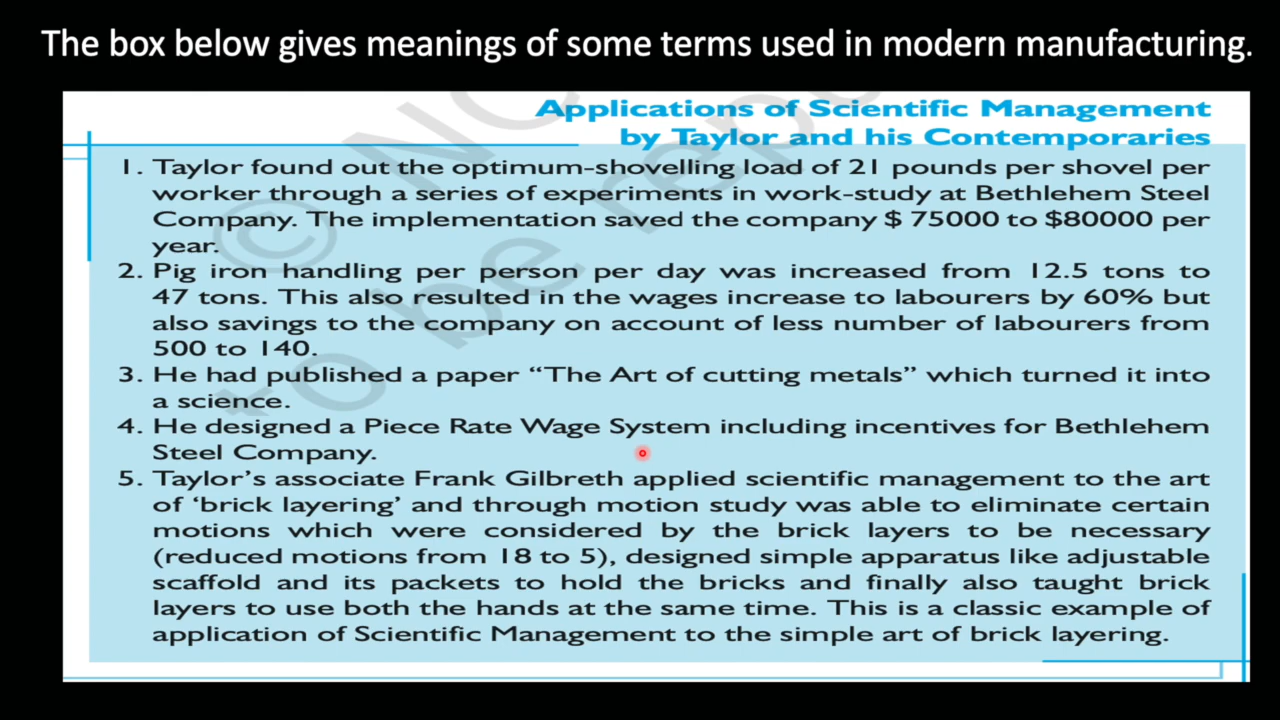 The box below gives meanings of some terms used in modern manufacturing.
Applications of Scientific Management
by Taylor and his Contemporaries
1. Taylor found out the optimum-shovelling load of 21 pounds per shovel per
worker through a series of experiments in work-study at Bethlehem Steel
Company. The implementation saved the company $ 75000 to $80000 per
year.
2. Pig iron handling per person per day was increased from 12.5 tons to
47 tons. This also resulted in the wages increase to labourers by 60% but
also savings to the company on account of less number of labourers from
500 to 140.
3. He had published a paper “The Art of cutting metals” which turned it into
a science.
4. He designed a Piece Rate Wage System including incentives for Bethlehem
Steel Company.
5. Taylor’s associate Frank Gilbreth applied scientific management to the art
of ‘brick layering’ and through motion study was able to eliminate certain
motions which were considered by the brick layers to be necessary
(reduced motions from 18 to 5), designed simple apparatus like adjustable
scaffold and its packets to hold the bricks and finally also taught brick
layers to use both the hands at the same time. This is a classic example of
application of Scientific Management to the simple art of brick layering.
© NC
to be rep